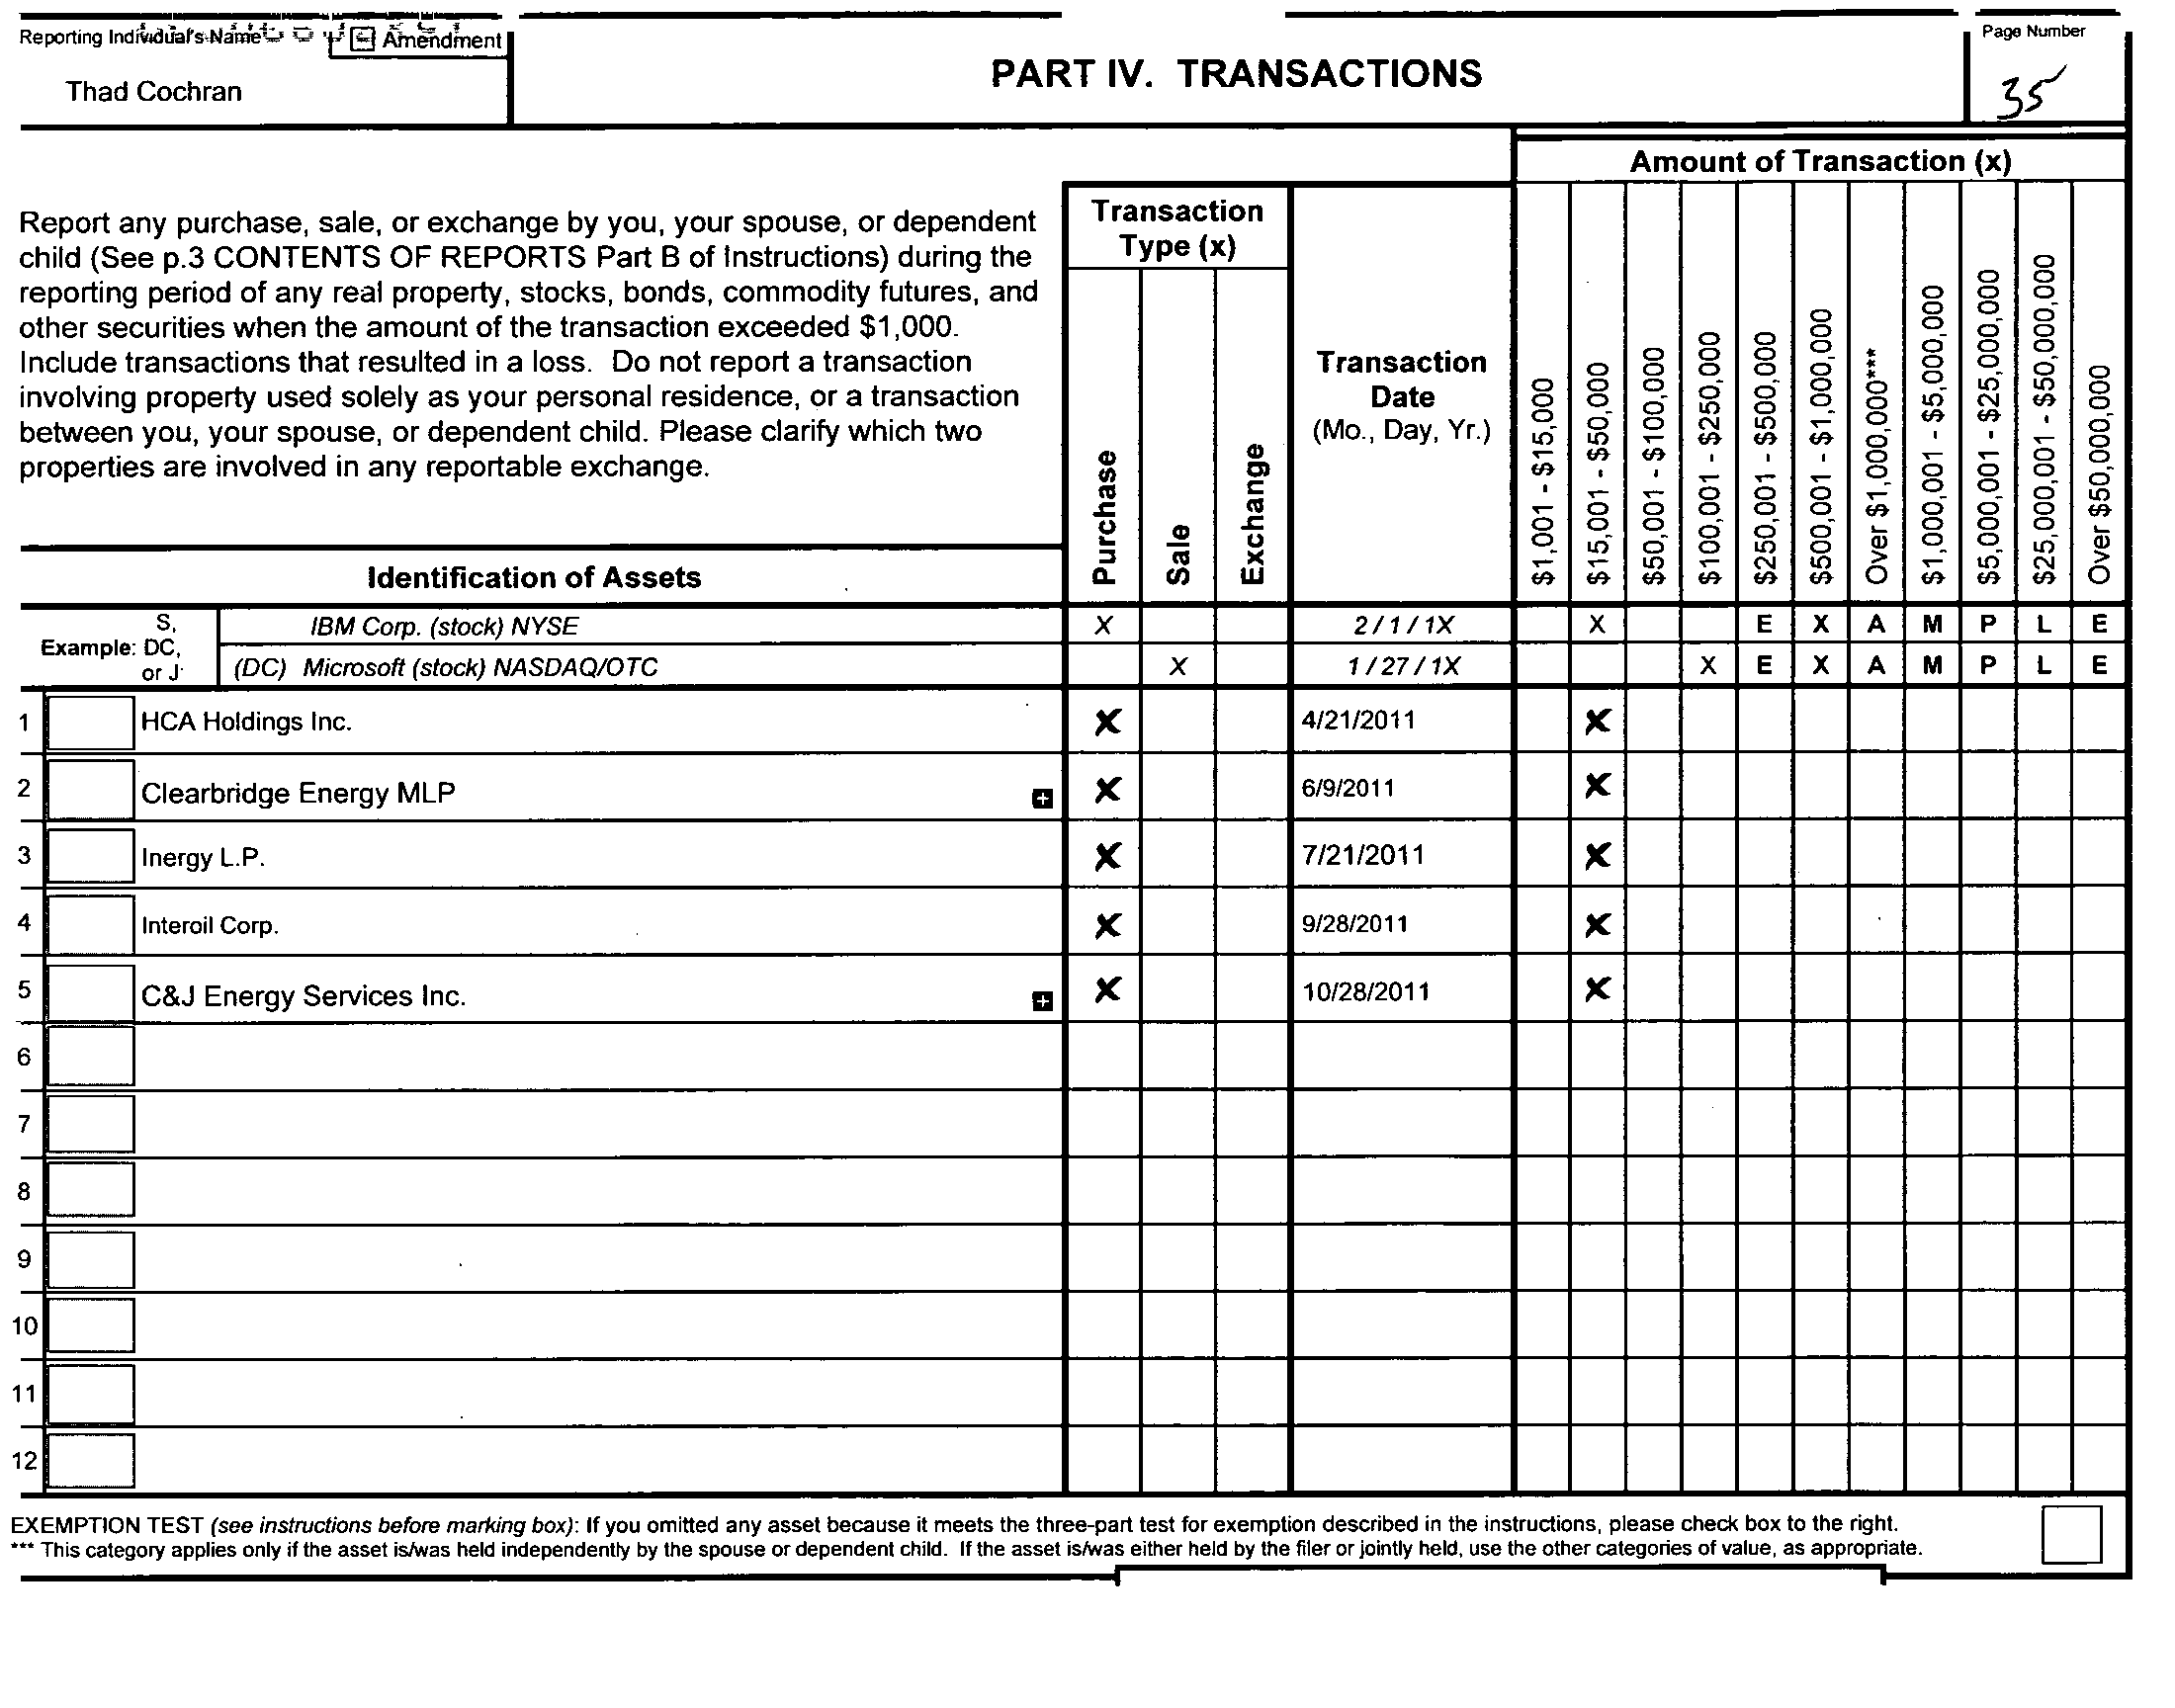 Reporting Individual's Name
Amendment
Thad Cochran
PART IV. TRANSACTIONS
Page Number
35
Amount of Transaction (x)
Report any purchase, sale, or exchange by you, your spouse, or dependent
child (See p.3 CONTENTS OF REPORTS Part B of Instructions) during the
reporting period of any real property, stocks, bonds, commodity futures, and
other securities when the amount of the transaction exceeded $1,000.
Include transactions that resulted in a loss. Do not report a transaction
involving property used solely as your personal residence, or a transaction
between you, your spouse, or dependent child. Please clarify which two
properties are involved in any reportable exchange.
Transaction
Type (x)
Purchase
Sale
Exchange
Transaction
Date
(Mo., Day, Yr.)
$1,001 - $15,000
$15,001 - $50,000
$50,001 - $100,000
$100,001 - $250,000
$250,001 - $500,000
$500,001 - $1,000,000
Over $1,000,000***
$1,000,001 - $5,000,000
$5,000,001 - $25,000,000
$25,000,001 - $50,000,000
Over $50,000,000
Identification of Assets
Example: S, DC, or J
IBM Corp. (stock) NYSE X 2 / 1 / 1X X E X A M P L E
(DC) Microsoft (stock) NASDAQ/OTC X 1 / 27 / 1X X E X A M P L E
1 HCA Holdings Inc. X 4/21/2011 X
2 Clearbridge Energy MLP + X 6/9/2011 X
3 Inergy L.P. X 7/21/2011 X
4 Interoil Corp. X 9/28/2011 X
5 C&J Energy Services Inc. + X 10/28/2011 X
6
7
8
9
10
11
12
EXEMPTION TEST (see instructions before marking box): If you omitted any asset because it meets the three-part test for exemption described in the instructions, please check box to the right.
*** This category applies only if the asset is/was held independently by the spouse or dependent child. If the asset is/was either held by the filer or jointly held, use the other categories of value, as appropriate.